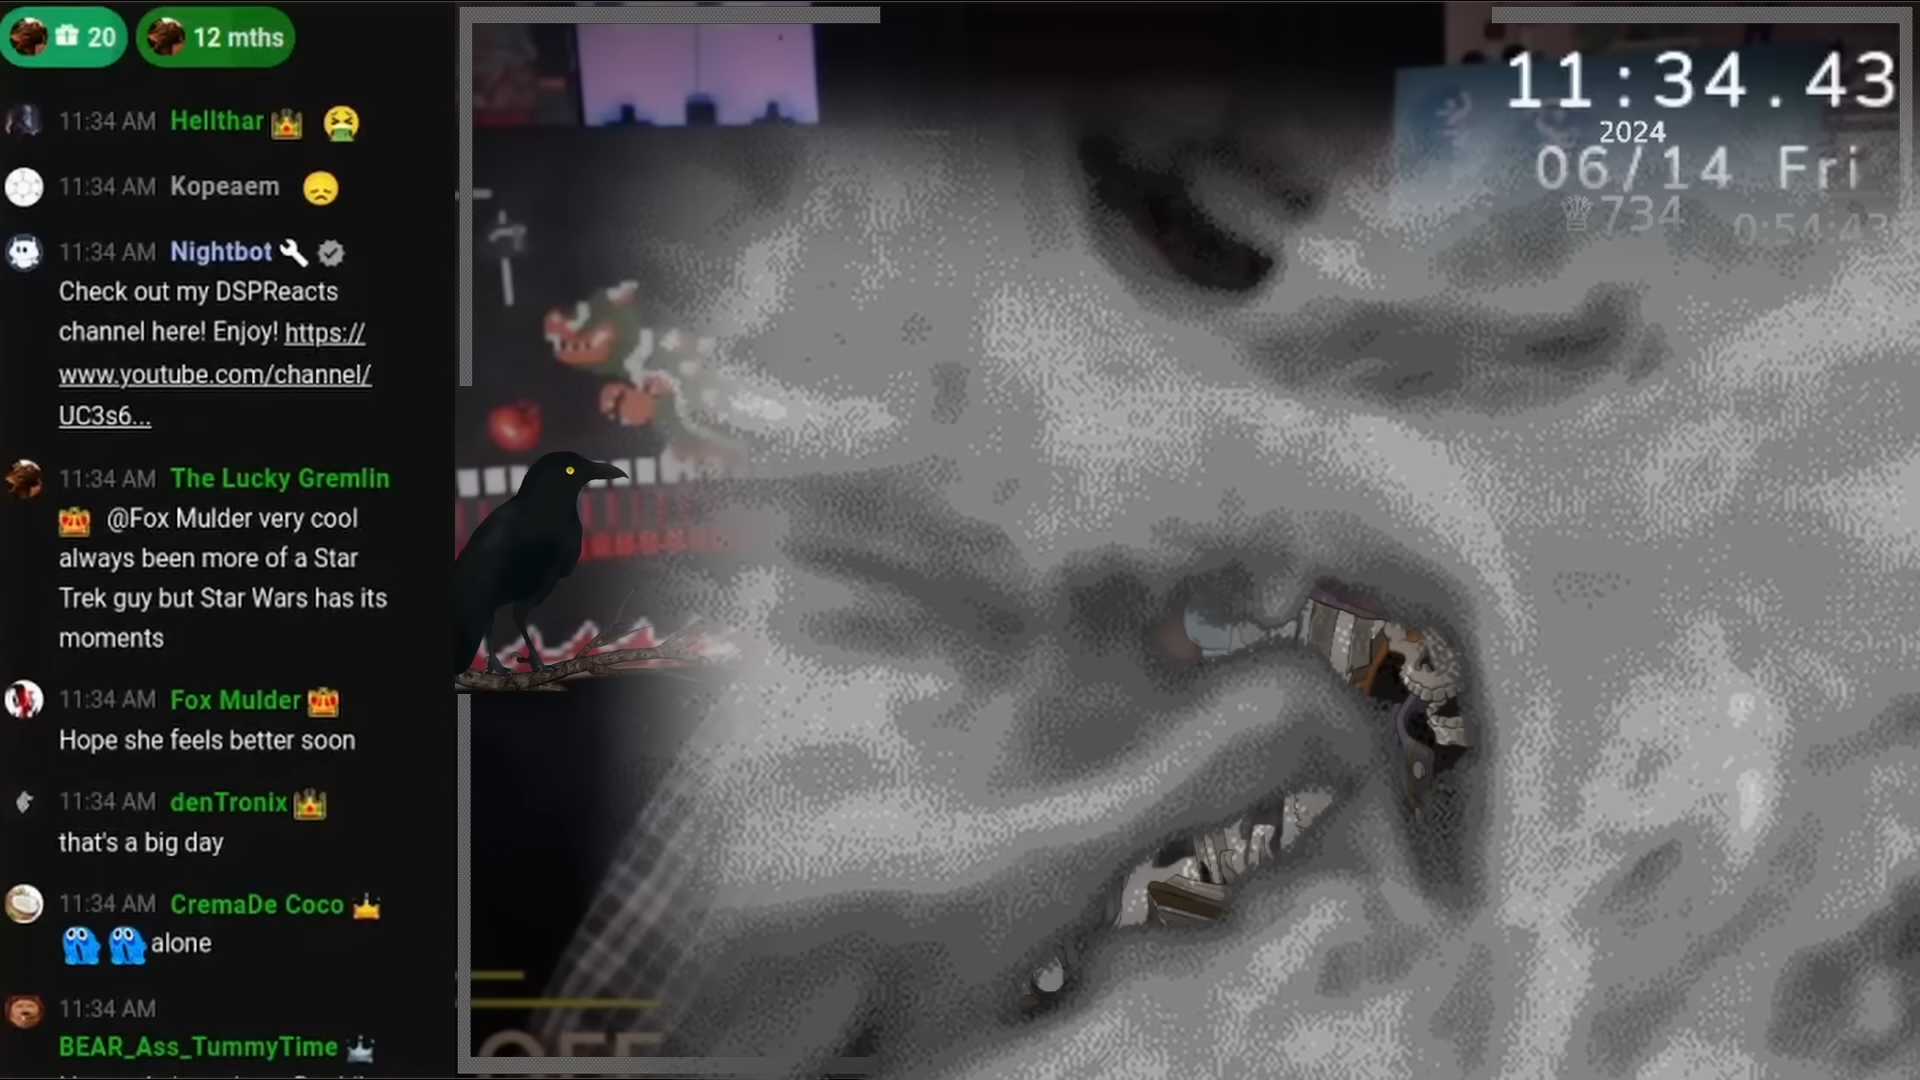 20
12 mths
11:34 AM Hellthar
11:34 AM Kopeaem
11:34 AM Nightbot
Check out my DSPReacts
channel here! Enjoy! https://
www.youtube.com/channel/
UC3s6...
11:34 AM The Lucky Gremlin
@Fox Mulder very cool
always been more of a Star
Trek guy but Star Wars has its
moments
11:34 AM Fox Mulder
Hope she feels better soon
11:34 AM denTronix
that's a big day
11:34 AM CremaDe Coco
alone
11:34 AM
BEAR_Ass_TummyTime
11:34.43
2024
06/14 Fri
734 0:54:43
OFF